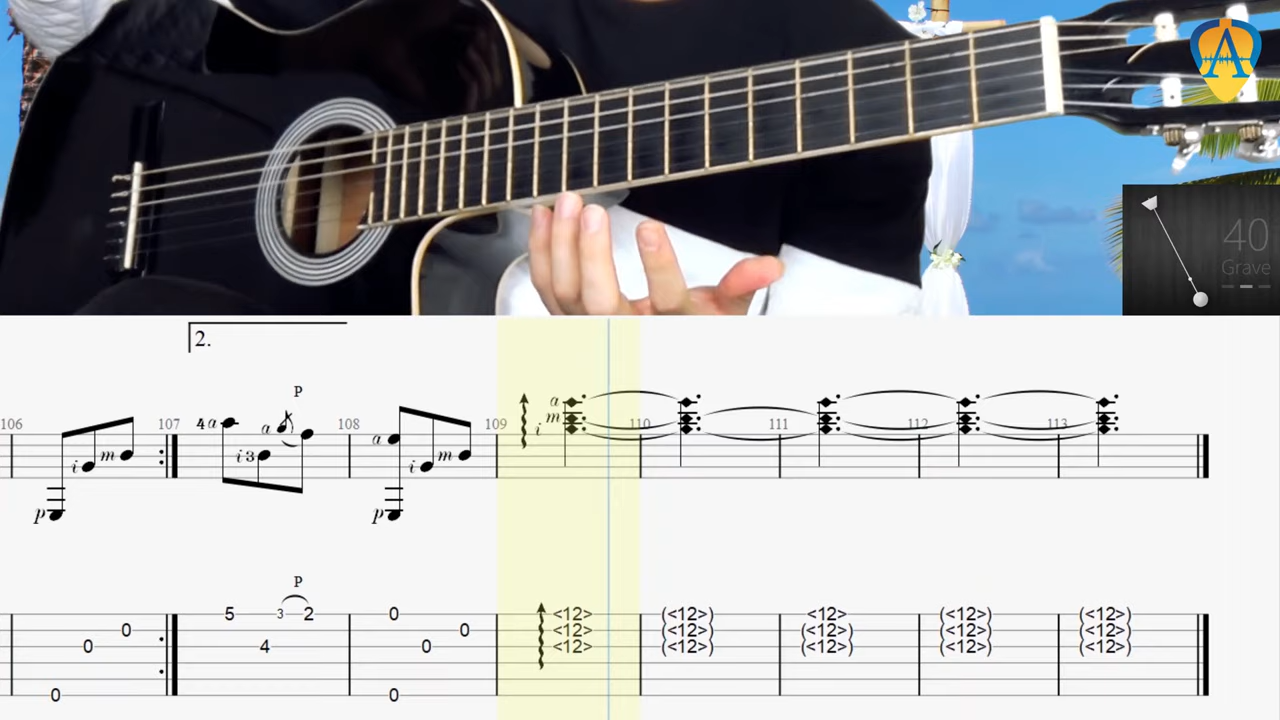 A
40
Grave
2.
P
106 107 4 a a 108 a 109 a m i 110 111 112 113
i m i 3 i m
p p
P
5 3 2 0 <12> (<12>) <12> (<12>) (<12>)
0 0 <12> (<12>) (<12>) (<12>) (<12>)
0 4 0 <12> (<12>) (<12>) (<12>) (<12>)
0 0